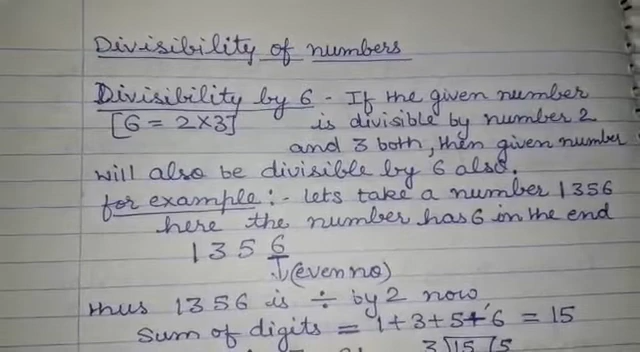 Divisibility of numbers
Divisibility by 6 - If the given number
[6 = 2×3] is divisible by number 2
and 3 both, then given number
will also be divisible by 6 also.
for example:- lets take a number 1356
here the number has 6 in the end
1 3 5 6
↓(even no)
thus 1356 is ÷ by 2 now,
Sum of digits = 1+3+5+6 = 15
3 15 5